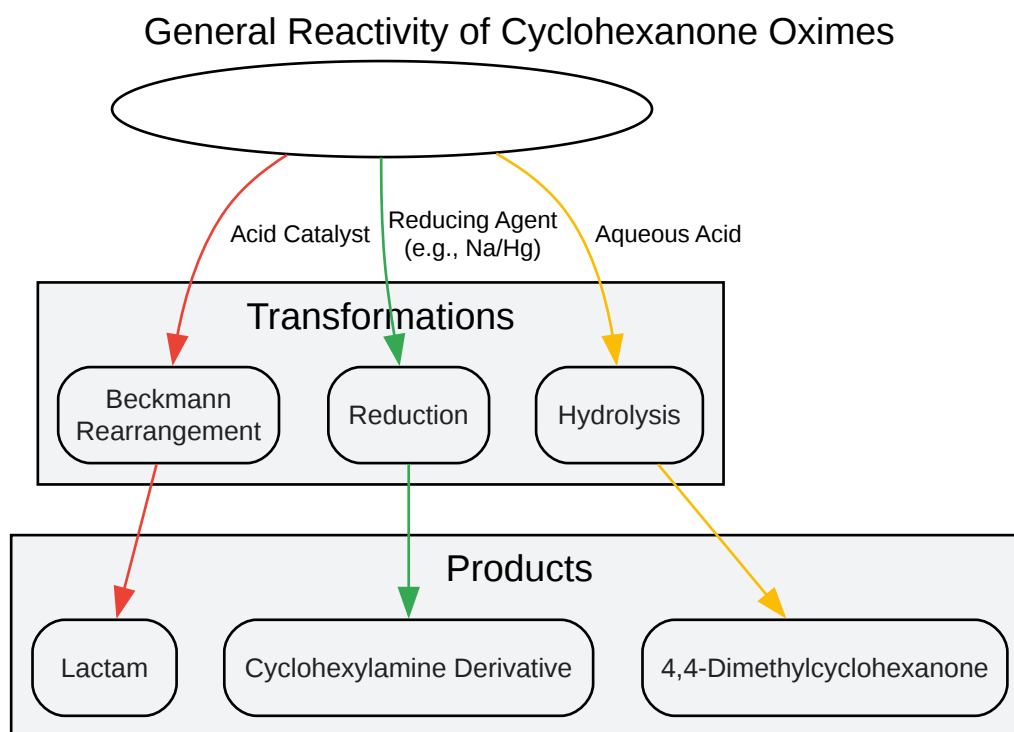 General Reactivity of Cyclohexanone Oximes
Acid Catalyst
Reducing Agent
(e.g., Na/Hg)
Aqueous Acid
Transformations
Beckmann
Rearrangement
Reduction
Hydrolysis
Products
Lactam
Cyclohexylamine Derivative
4,4-Dimethylcyclohexanone